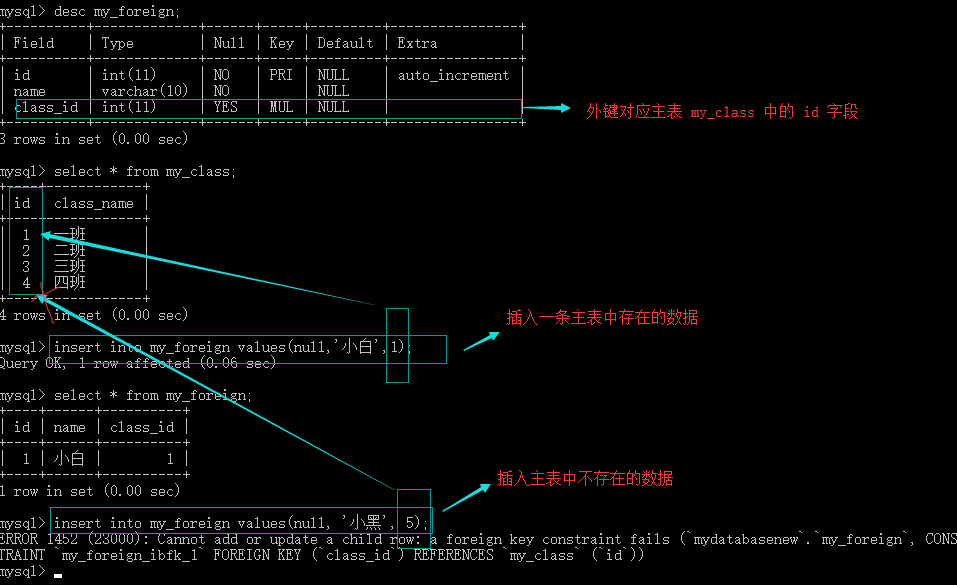 mysql> desc my_foreign;
+----------+-------------+------+-----+---------+----------------+
| Field    | Type        | Null | Key | Default | Extra          |
+----------+-------------+------+-----+---------+----------------+
| id       | int(11)     | NO   | PRI | NULL    | auto_increment |
| name     | varchar(10) | NO   |     | NULL    |                |
| class_id | int(11)     | YES  | MUL | NULL    |                |
+----------+-------------+------+-----+---------+----------------+
外键对应主表 my_class 中的 id 字段
3 rows in set (0.00 sec)
mysql> select * from my_class;
+----+------------+
| id | class_name |
+----+------------+
|  1 | 一班       |
|  2 | 二班       |
|  3 | 三班       |
|  4 | 四班       |
+----+------------+
4 rows in set (0.00 sec)
插入一条主表中存在的数据
mysql> insert into my_foreign values(null,'小白',1);
Query OK, 1 row affected (0.06 sec)
mysql> select * from my_foreign;
+----+------+----------+
| id | name | class_id |
+----+------+----------+
|  1 | 小白 |        1 |
+----+------+----------+
插入主表中不存在的数据
1 row in set (0.00 sec)
mysql> insert into my_foreign values(null, '小黑', 5);
ERROR 1452 (23000): Cannot add or update a child row: a foreign key constraint fails (`mydatabasenew`.`my_foreign`, CONS
TRAINT `my_foreign_ibfk_1` FOREIGN KEY (`class_id`) REFERENCES `my_class` (`id`))
mysql>